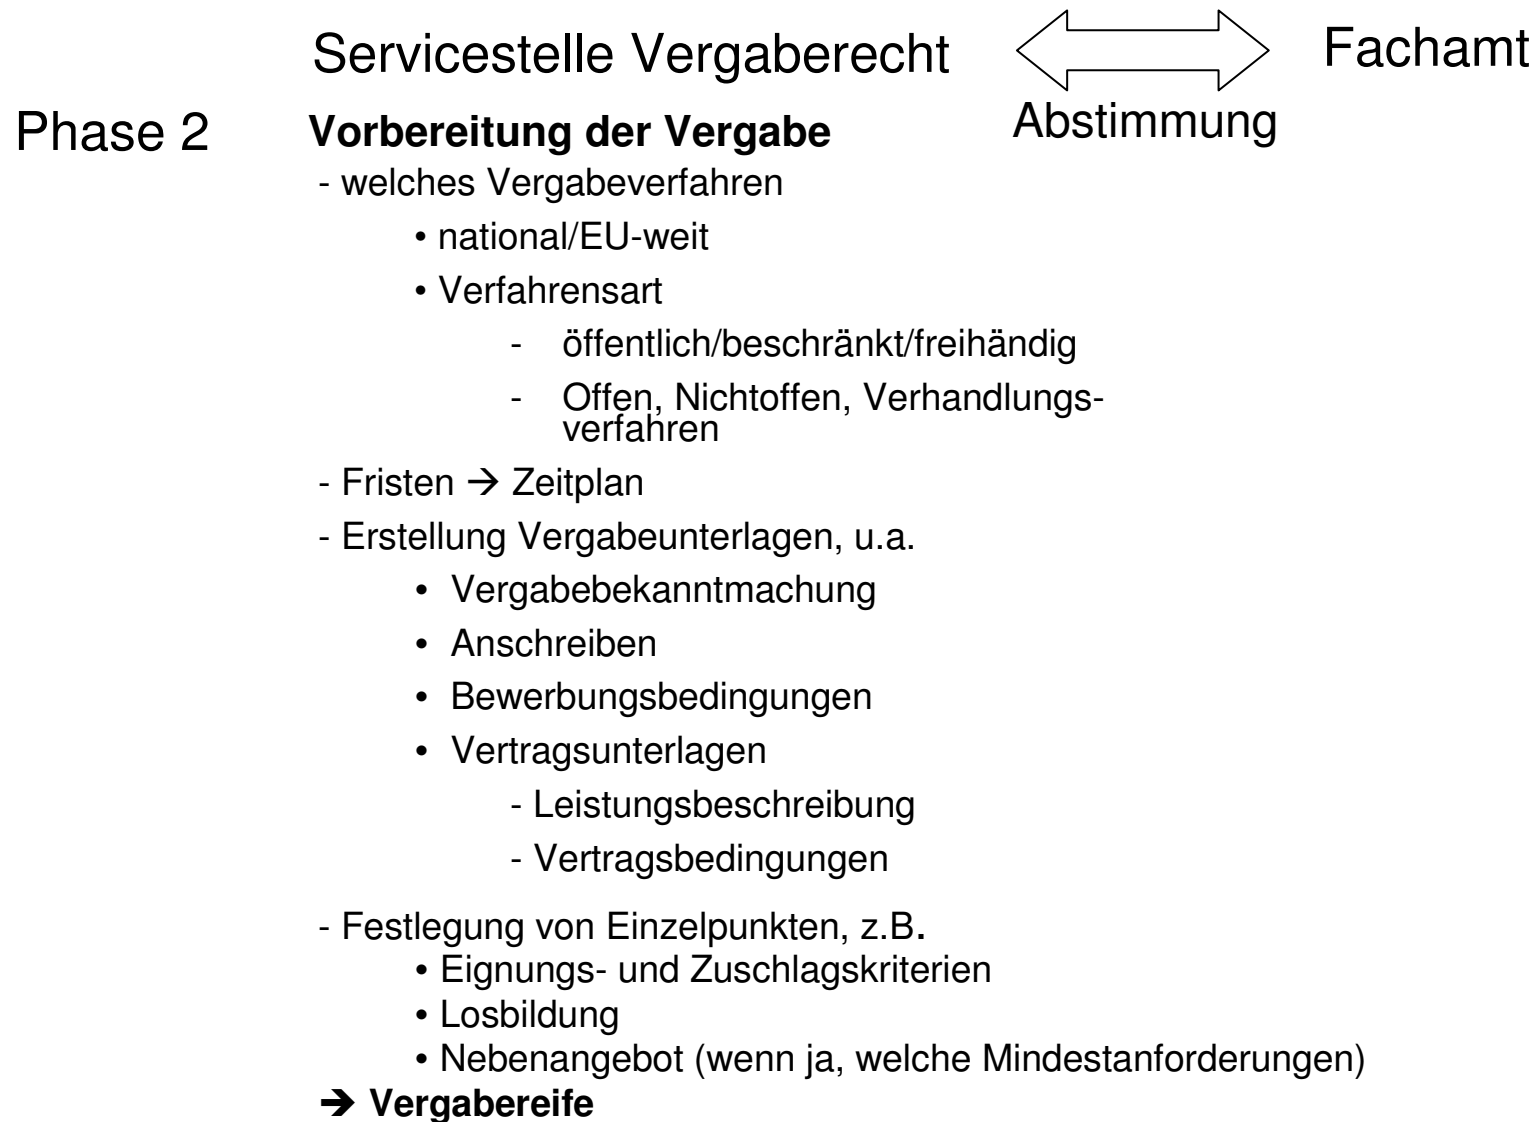 Servicestelle Vergaberecht
Fachamt
Abstimmung
Phase 2
Vorbereitung der Vergabe
- welches Vergabeverfahren
• national/EU-weit
• Verfahrensart
- öffentlich/beschränkt/freihändig
- Offen, Nichtoffen, Verhandlungs-
verfahren
- Fristen → Zeitplan
- Erstellung Vergabeunterlagen, u.a.
• Vergabebekanntmachung
• Anschreiben
• Bewerbungsbedingungen
• Vertragsunterlagen
- Leistungsbeschreibung
- Vertragsbedingungen
- Festlegung von Einzelpunkten, z.B.
• Eignungs- und Zuschlagskriterien
• Losbildung
• Nebenangebot (wenn ja, welche Mindestanforderungen)
➔ Vergabereife